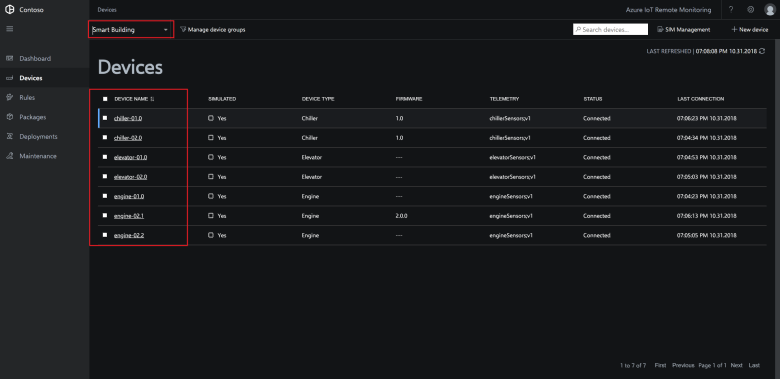 Contoso
Devices
Azure IoT Remote Monitoring
?
Smart Building
Manage device groups
Search devices...
SIM Management
+ New device
LAST REFRESHED | 07:08:08 PM 10.31.2018
Dashboard
Devices
Rules
Packages
Deployments
Maintenance
Devices
DEVICE NAME SIMULATED DEVICE TYPE FIRMWARE TELEMETRY STATUS LAST CONNECTION
chiller-01.0 Yes Chiller 1.0 chillerSensors;v1 Connected 07:06:23 PM 10.31.2018
chiller-02.0 Yes Chiller 1.0 chillerSensors;v1 Connected 07:04:34 PM 10.31.2018
elevator-01.0 Yes Elevator --- elevatorSensors;v1 Connected 07:04:53 PM 10.31.2018
elevator-02.0 Yes Elevator --- elevatorSensors;v1 Connected 07:05:03 PM 10.31.2018
engine-01.0 Yes Engine --- engineSensors;v1 Connected 07:04:23 PM 10.31.2018
engine-02.1 Yes Engine 2.0.0 engineSensors;v1 Connected 07:06:13 PM 10.31.2018
engine-02.2 Yes Engine --- engineSensors;v1 Connected 07:05:05 PM 10.31.2018
1 to 7 of 7 First Previous Page 1 of 1 Next Last